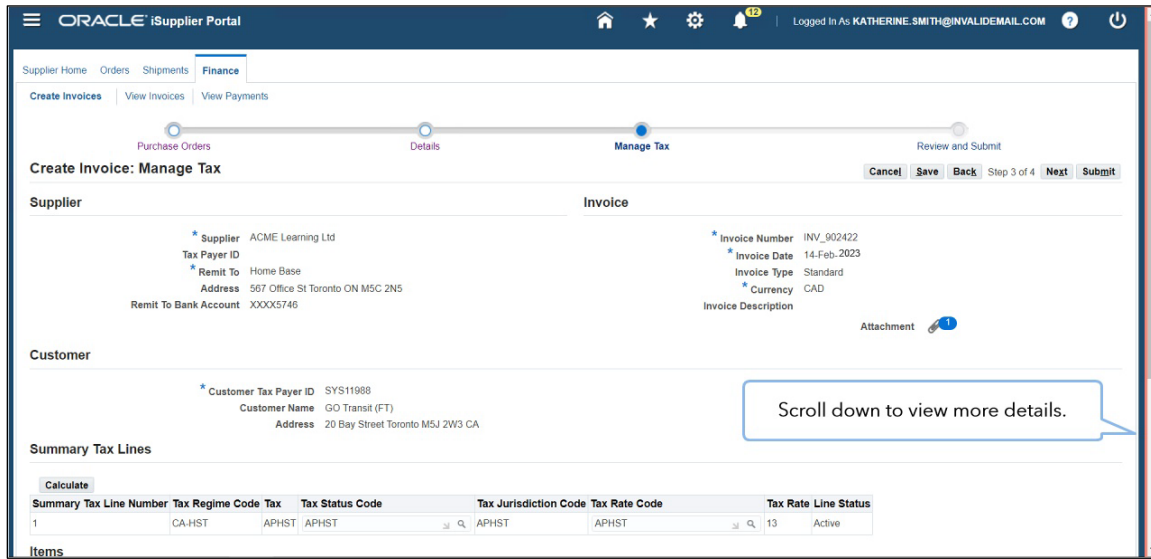 ORACLE iSupplier Portal
12
Logged In As KATHERINE.SMITH@INVALIDEMAIL.COM
?
Supplier Home Orders Shipments Finance
Create Invoices View Invoices View Payments
Purchase Orders Details Manage Tax Review and Submit
Create Invoice: Manage Tax
Cancel Save Back Step 3 of 4 Next Submit
Supplier Invoice
* Supplier ACME Learning Ltd
Tax Payer ID
* Remit To Home Base
Address 567 Office St Toronto ON M5C 2N5
Remit To Bank Account XXXX5746
* Invoice Number INV_902422
* Invoice Date 14-Feb-2023
Invoice Type Standard
* Currency CAD
Invoice Description
Attachment 1
Customer
* Customer Tax Payer ID SYS11988
Customer Name GO Transit (FT)
Address 20 Bay Street Toronto M5J 2W3 CA
Scroll down to view more details.
Summary Tax Lines
Calculate
Summary Tax Line Number Tax Regime Code Tax Tax Status Code Tax Jurisdiction Code Tax Rate Code Tax Rate Line Status
1 CA-HST APHST APHST APHST APHST 13 Active
Items